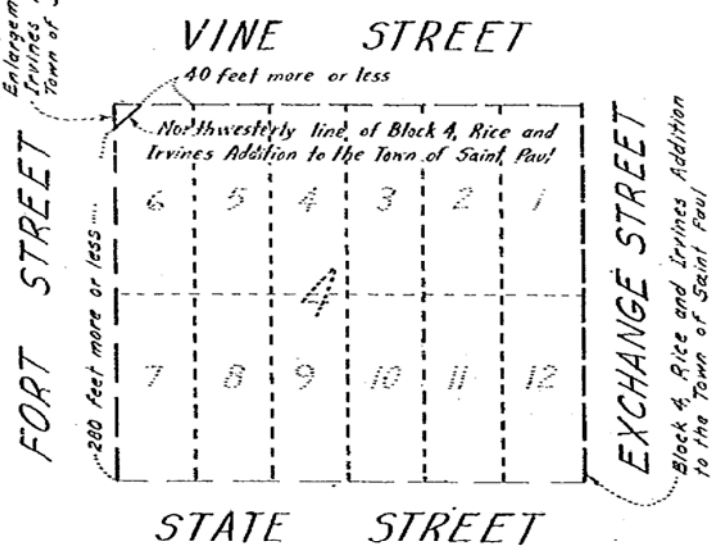 Irvines
Town of
VINE STREET
40 feet more or less
Northwesterly line of Block 4, Rice and
Irvines Addition to the Town of Saint Paul
FORT STREET
280 feet more or less
6 5 4 3 2 1
4
7 8 9 10 11 12
EXCHANGE STREET
Block 4, Rice and Irvines Addition
to the Town of Saint Paul
STATE STREET